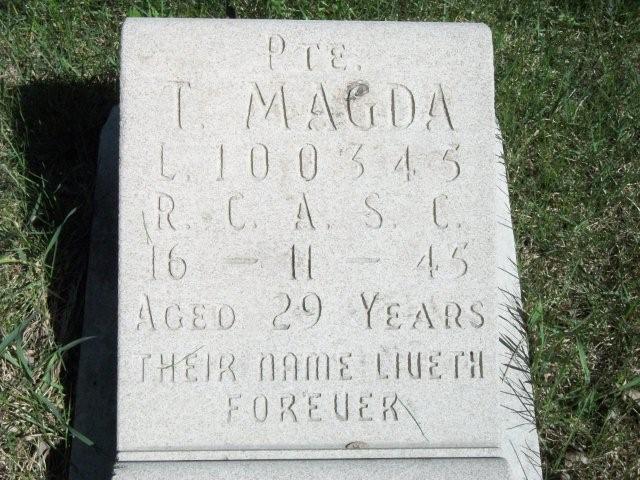 PTE.
T. MAGDA
L. 100345
R. C. A. S. C.
16 - 11 - 45
AGED 29 YEARS
THEIR NAME LIVETH
FOREVER